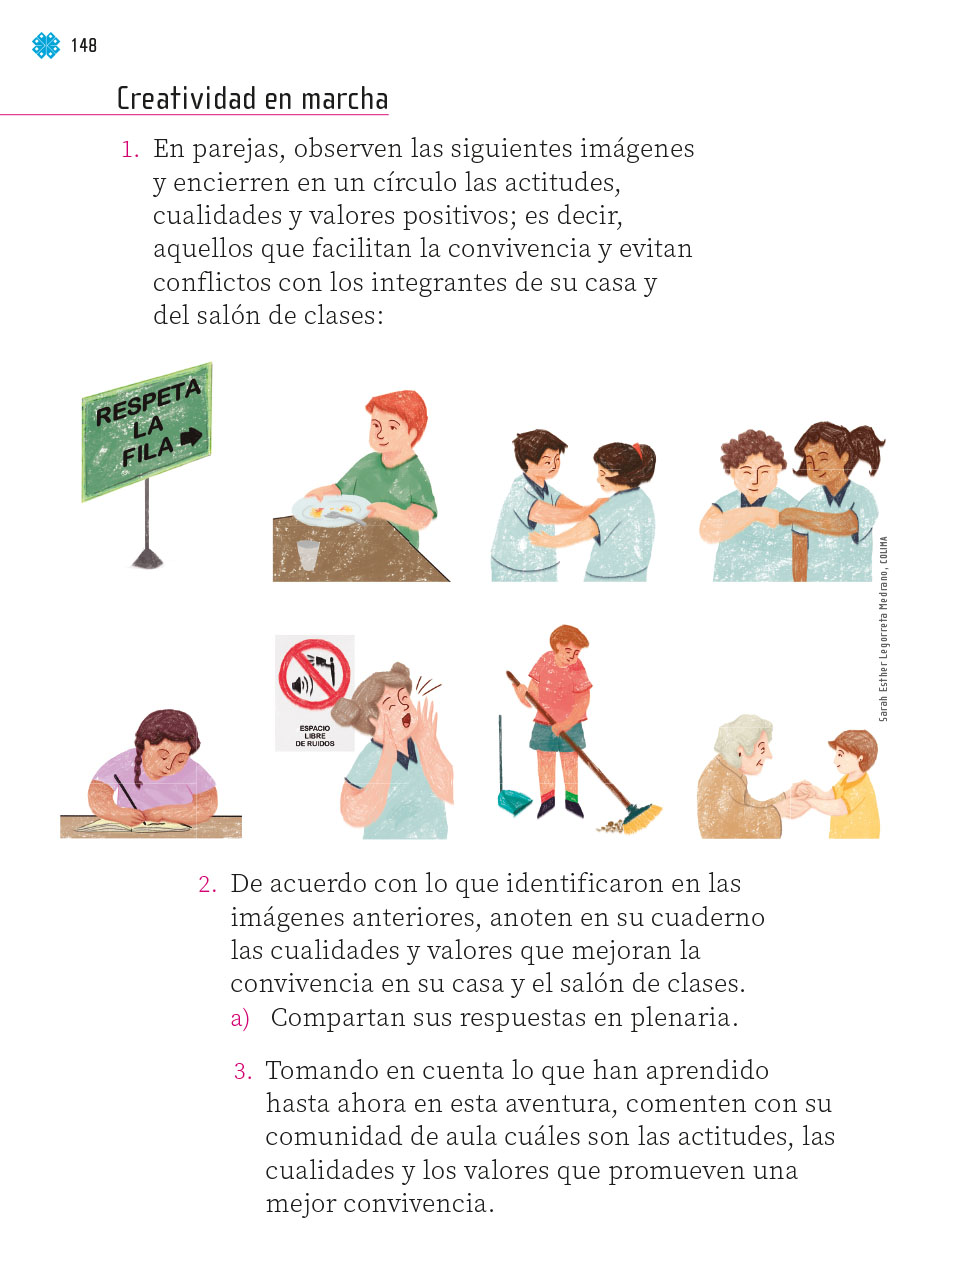 148
Creatividad en marcha
1. En parejas, observen las siguientes imágenes
y encierren en un círculo las actitudes,
cualidades y valores positivos; es decir,
aquellos que facilitan la convivencia y evitan
conflictos con los integrantes de su casa y
del salón de clases:
RESPETA
LA
FILA
ESPACIO
LIBRE
DE RUIDOS
Sarah Esther Legorreta Medrano, COLIMA
2. De acuerdo con lo que identificaron en las
imágenes anteriores, anoten en su cuaderno
las cualidades y valores que mejoran la
convivencia en su casa y el salón de clases.
a) Compartan sus respuestas en plenaria.
3. Tomando en cuenta lo que han aprendido
hasta ahora en esta aventura, comenten con su
comunidad de aula cuáles son las actitudes, las
cualidades y los valores que promueven una
mejor convivencia.